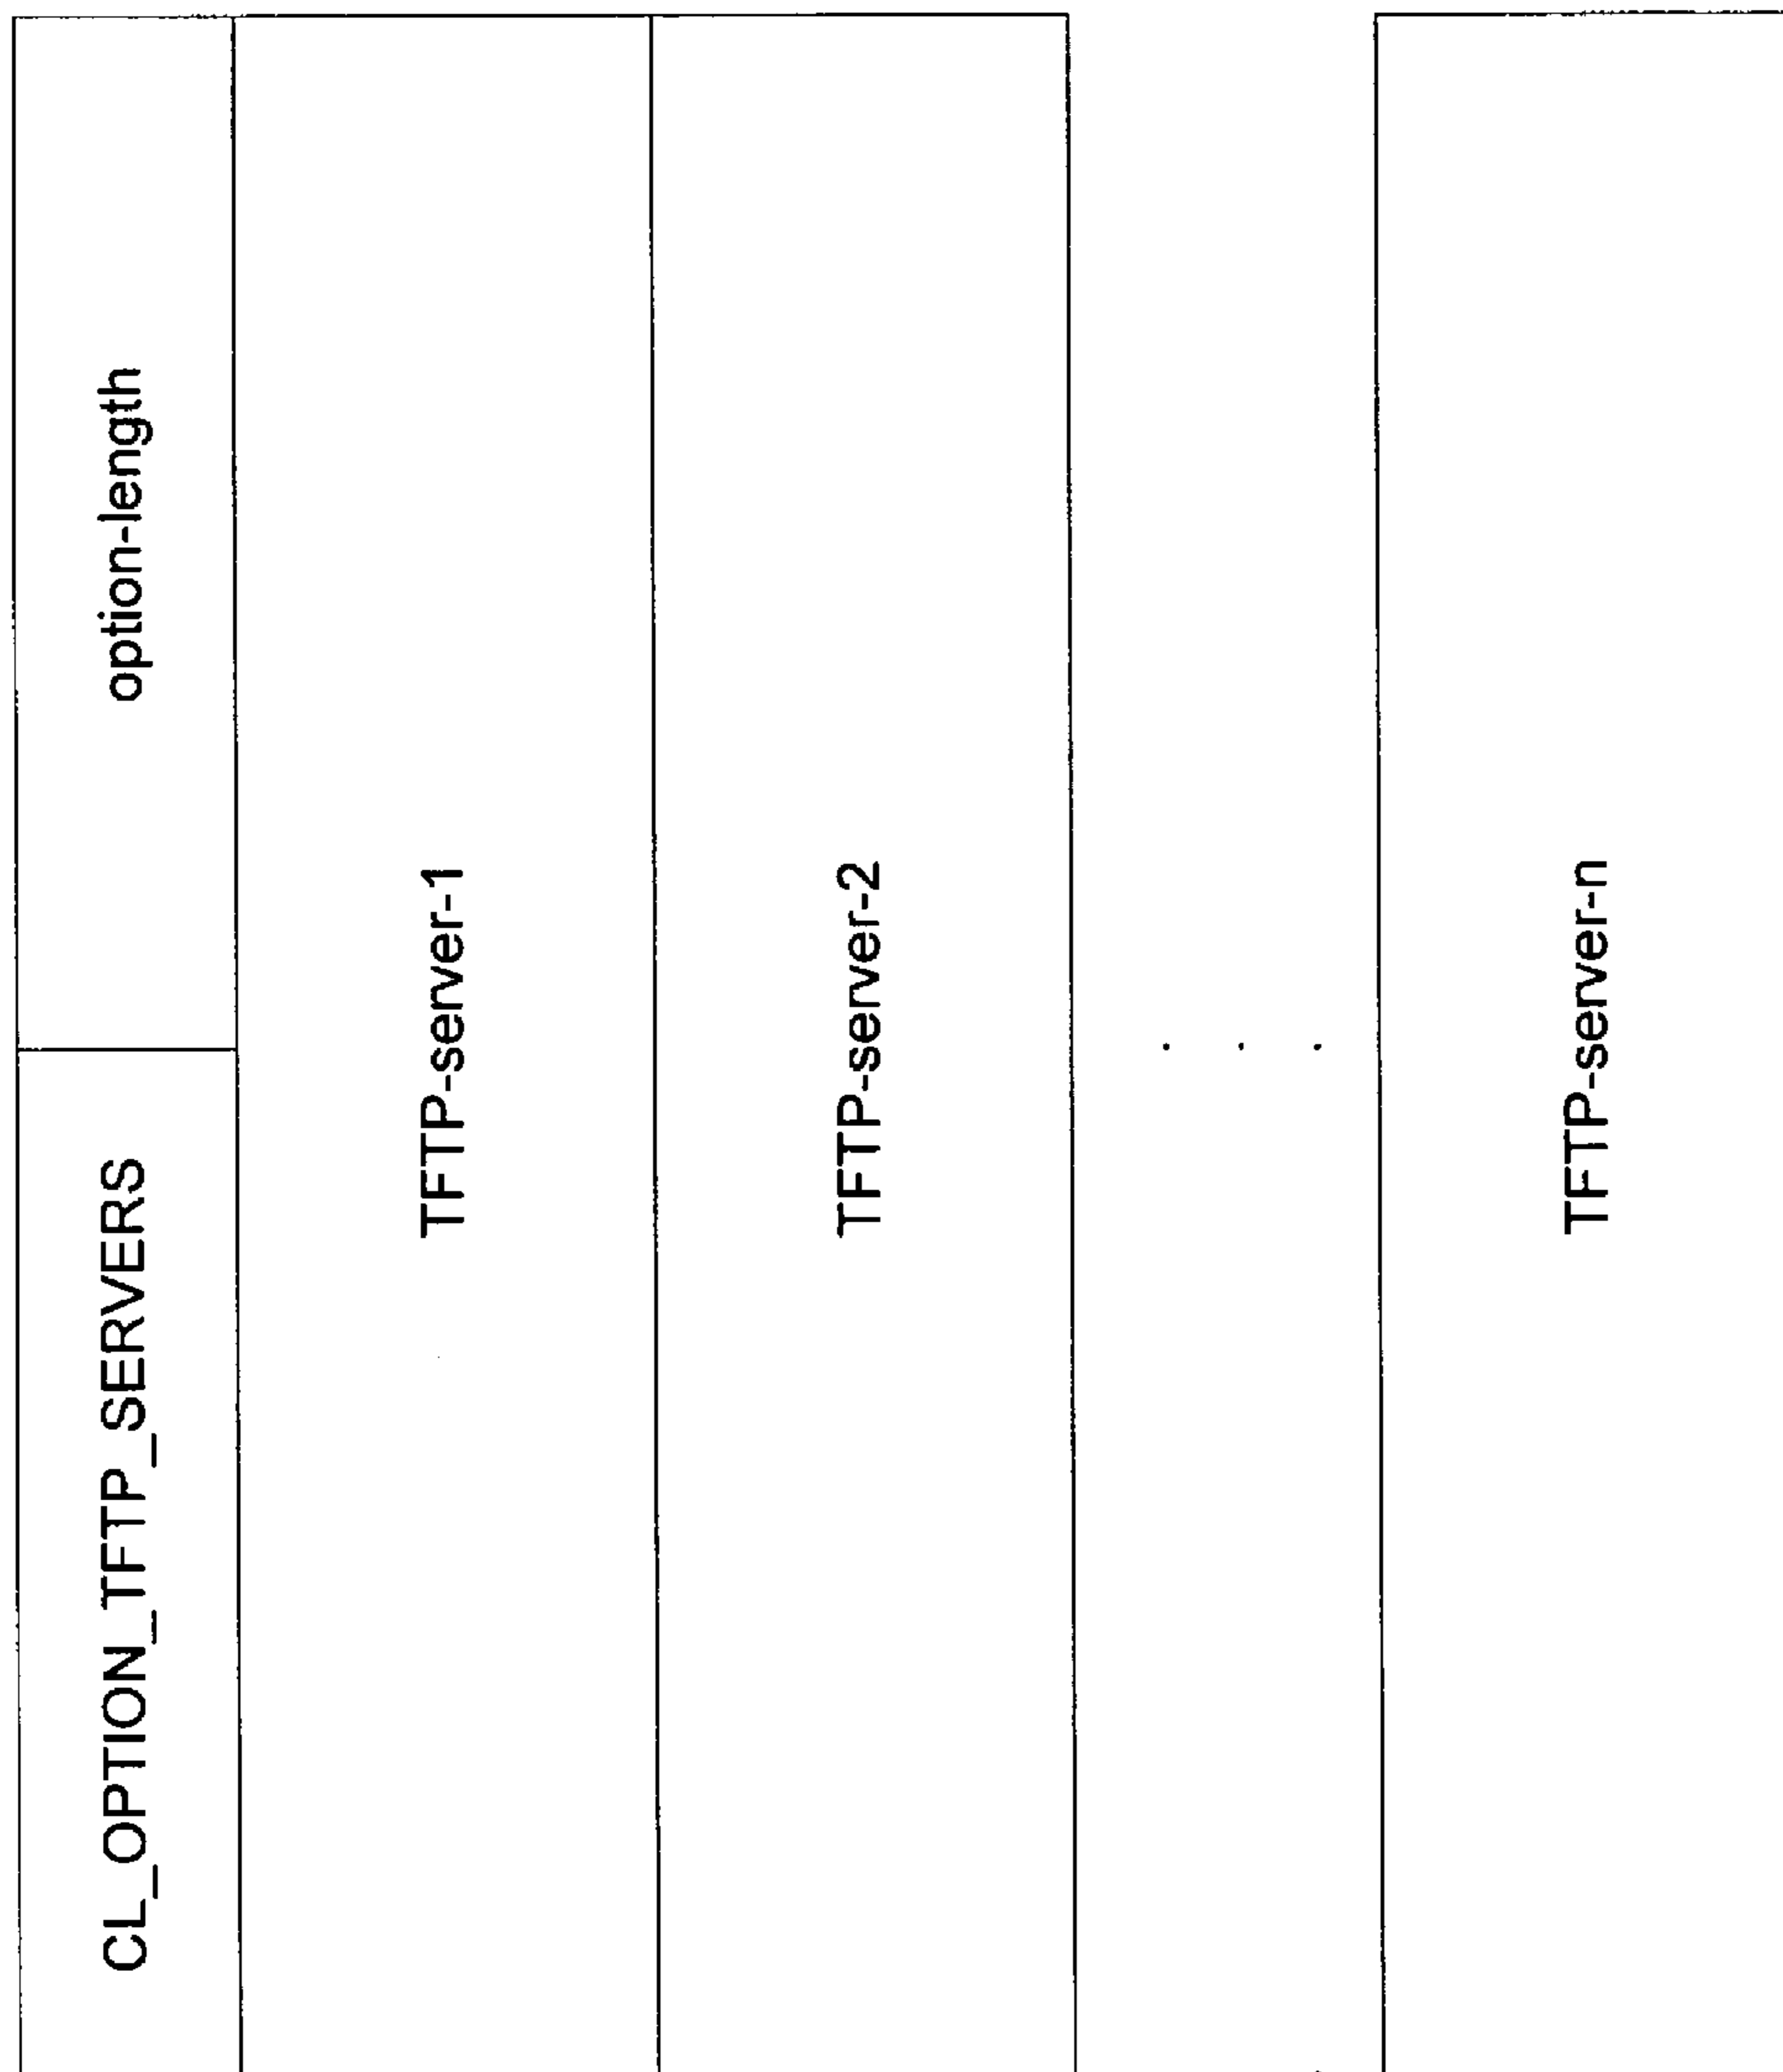 CL_OPTION_TFTP_SERVERS option-length
TFTP-server-1
TFTP-server-2
. . .
TFTP-server-n